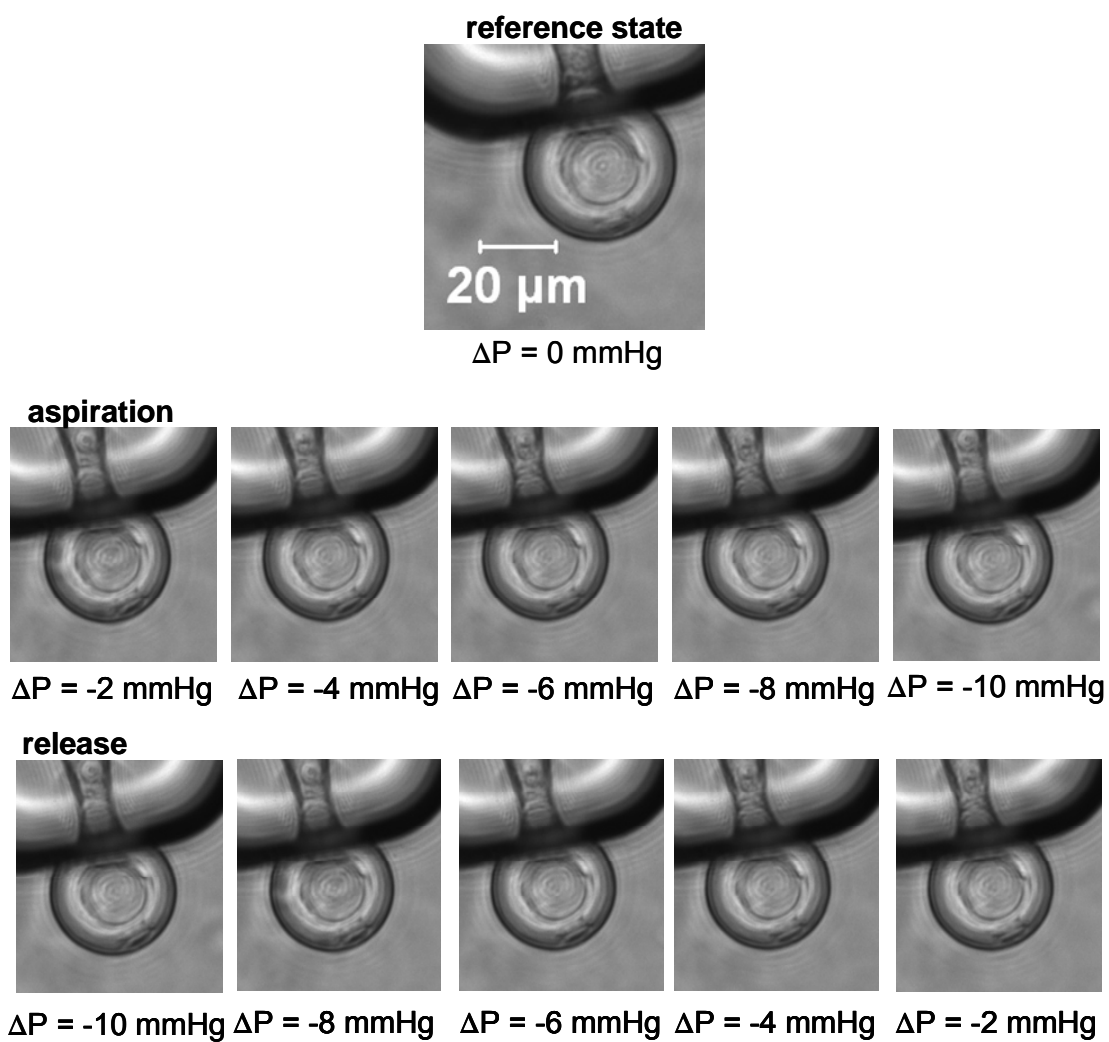 reference state
20 µm
ΔP = 0 mmHg
aspiration
ΔP = -2 mmHg ΔP = -4 mmHg ΔP = -6 mmHg ΔP = -8 mmHg ΔP = -10 mmHg
release
ΔP = -10 mmHg ΔP = -8 mmHg ΔP = -6 mmHg ΔP = -4 mmHg ΔP = -2 mmHg